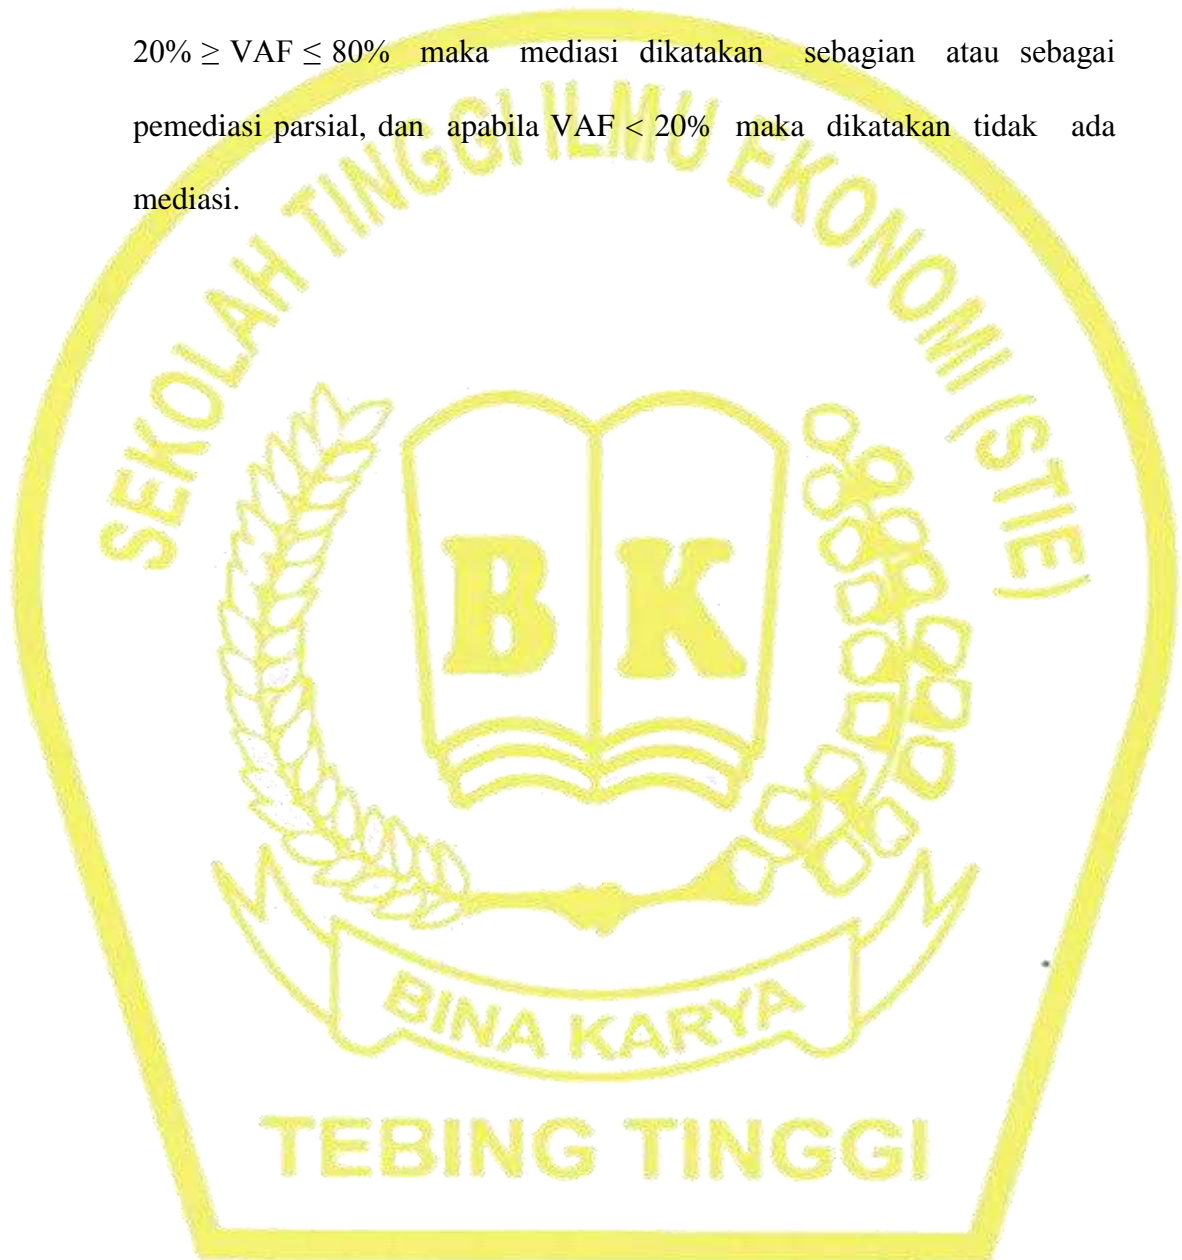 20% ≥ VAF ≤ 80% maka mediasi dikatakan sebagian atau sebagai
pemediasi parsial, dan apabila VAF < 20% maka dikatakan tidak ada
mediasi.
SEKOLAH TINGGI ILMU EKONOMI (STIE)
B K
BINA KARYA
TEBING TINGGI